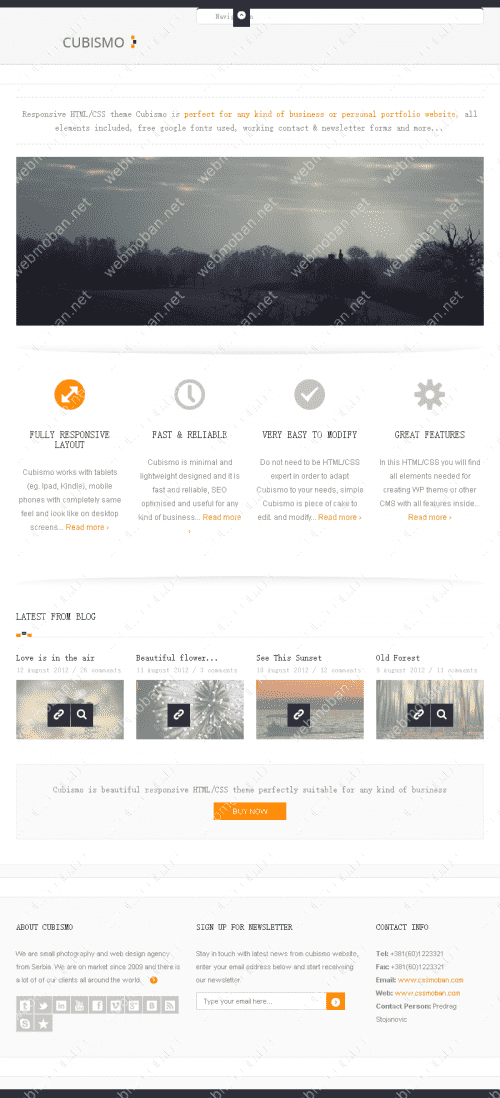 Navigation
CUBISMO
Responsive HTML/CSS theme Cubismo is perfect for any kind of business or personal portfolio website, all
elements included, free google fonts used, working contact & newsletter forms and more...
webmoban.net
FULLY RESPONSIVE
LAYOUT
Cubismo works with tablets
(eg. Ipad, Kindle), mobile
phones with completely same
feel and look like on desktop
screens... Read more ›
FAST & RELIABLE
Cubismo is minimal and
lightweight designed and it is
fast and reliable, SEO
optimised and useful for any
kind of business... Read more
›
VERY EASY TO MODIFY
Do not need to be HTML/CSS
expert in order to adapt
Cubismo to your needs, simple
Cubismo is piece of cake to
edit. and modify... Read more ›
GREAT FEATURES
In this HTML/CSS you will find
all elements needed for
creating WP theme or other
CMS with all features inside...
Read more ›
LATEST FROM BLOG
Love is in the air
12 august 2012 / 26 comments
Beautiful flower...
11 august 2012 / 3 comments
See This Sunset
10 august 2012 / 12 comments
Old Forest
9 august 2012 / 11 comments
Cubismo is beautiful responsive HTML/CSS theme perfectly suitable for any kind of business
BUY NOW
ABOUT CUBISMO
We are small photography and web design agency
from Serbia. We are on market since 2009 and there is
a lot of of our clients all around the world.
SIGN UP FOR NEWSLETTER
Stay in touch with latest news from cubismo website,
enter your email address below and start receiveing
our newsletter.
Type your email here...
CONTACT INFO
Tel: +381(60)1223321
Fax: +381(60)1223321
Email: www.cssmoban.com
Web: www.cssmoban.com
Contact Person: Predrag
Stojanovic